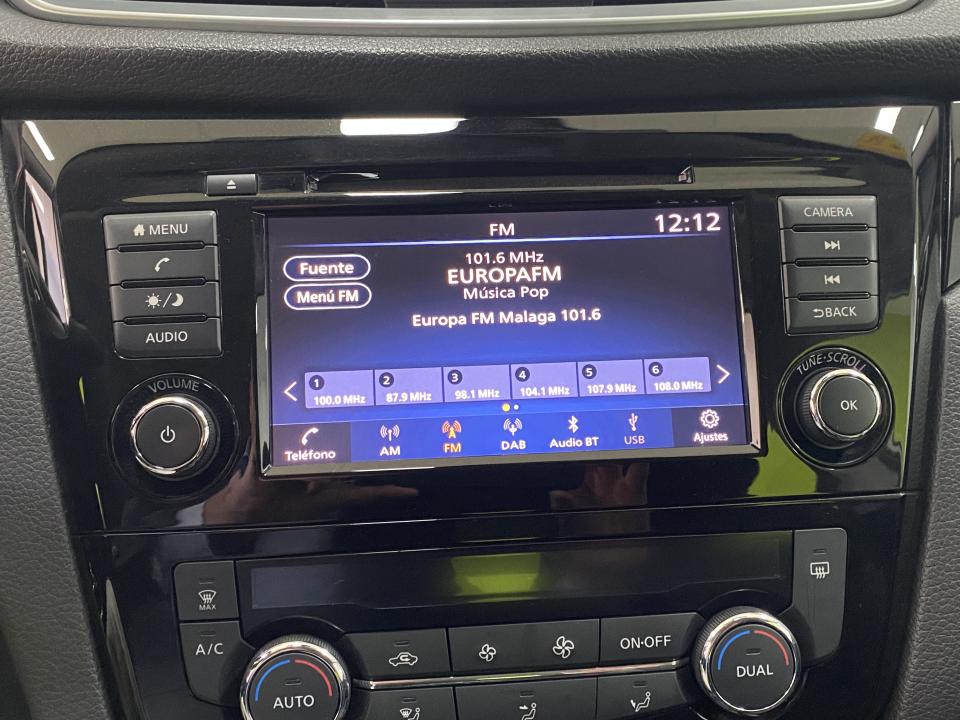 FM
12:12
Fuente
Menú FM
101.6 MHz
EUROPAFM
Música Pop
Europa FM Malaga 101.6
1
100.0 MHz
2
87.9 MHz
3
98.1 MHz
4
104.1 MHz
5
107.9 MHz
6
108.0 MHz
Teléfono
AM
FM
DAB
Audio BT
USB
Ajustes
MENU
AUDIO
VOLUME
CAMERA
BACK
TUNE·SCROLL
OK
MAX
A/C
AUTO
ON·OFF
DUAL